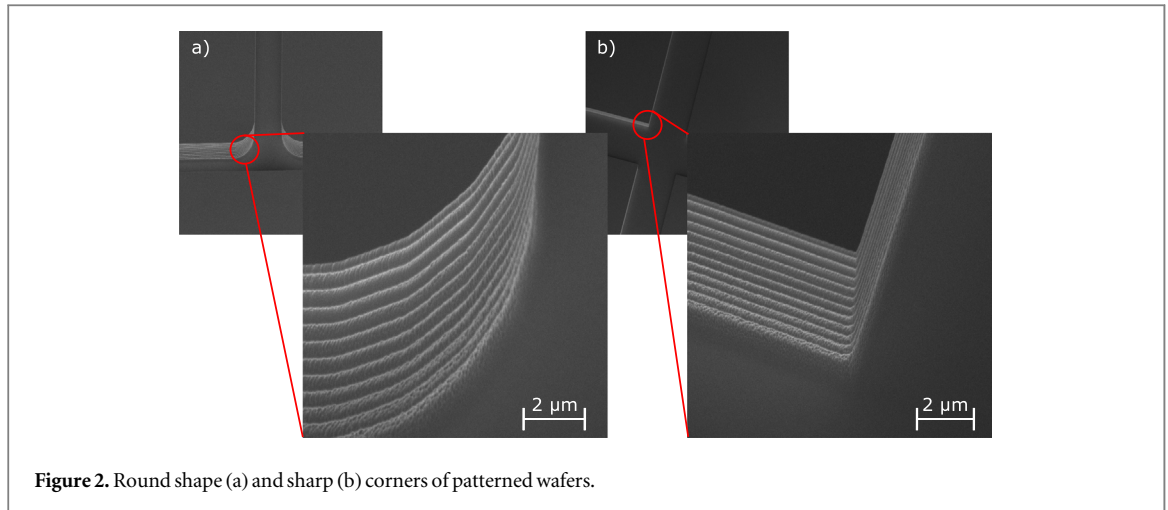 a)
b)
2 μm
2 μm
Figure 2. Round shape (a) and sharp (b) corners of patterned wafers.